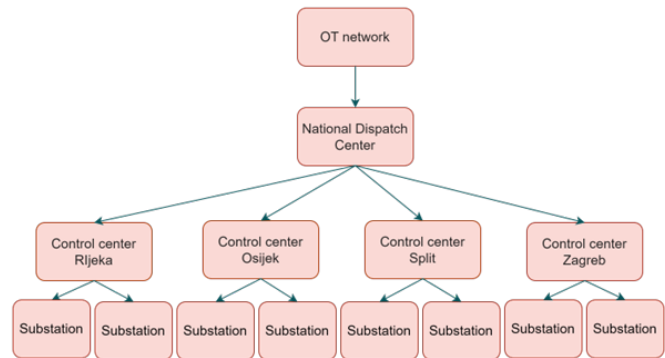 OT network
National Dispatch
Center
Control center
RIjeka
Control center
Osijek
Control center
Split
Control center
Zagreb
Substation
Substation
Substation
Substation
Substation
Substation
Substation
Substation